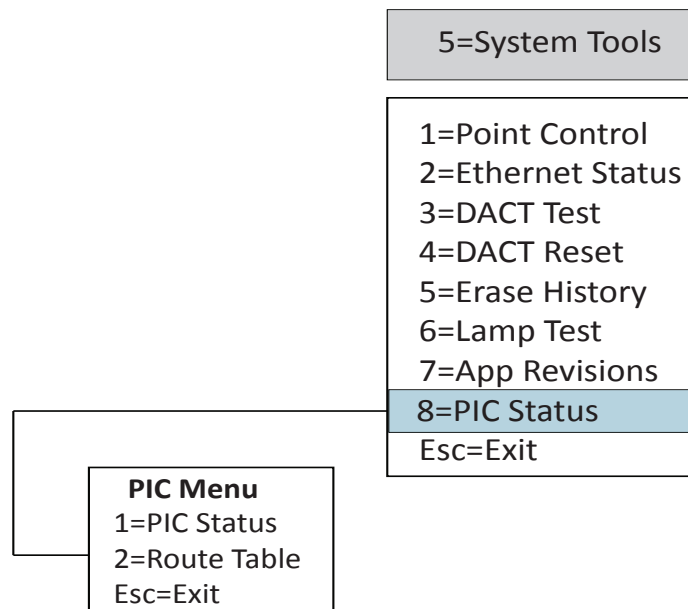 5=System Tools
1=Point Control
2=Ethernet Status
3=DACT Test
4=DACT Reset
5=Erase History
6=Lamp Test
7=App Revisions
8=PIC Status
Esc=Exit
PIC Menu
1=PIC Status
2=Route Table
Esc=Exit